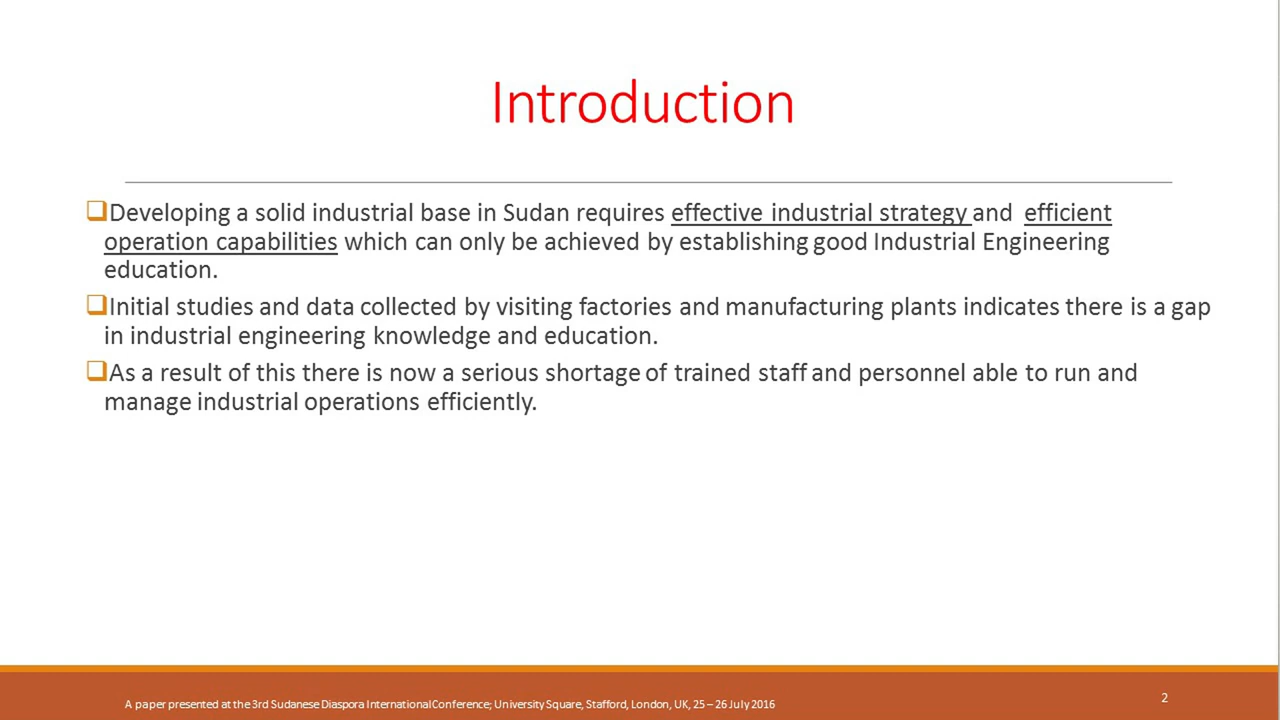 Introduction
Developing a solid industrial base in Sudan requires effective industrial strategy and efficient
operation capabilities which can only be achieved by establishing good Industrial Engineering
education.
Initial studies and data collected by visiting factories and manufacturing plants indicates there is a gap
in industrial engineering knowledge and education.
As a result of this there is now a serious shortage of trained staff and personnel able to run and
manage industrial operations efficiently.
A paper presented at the 3rd Sudanese Diaspora International Conference; University Square, Stafford, London, UK, 25 – 26 July 2016
2